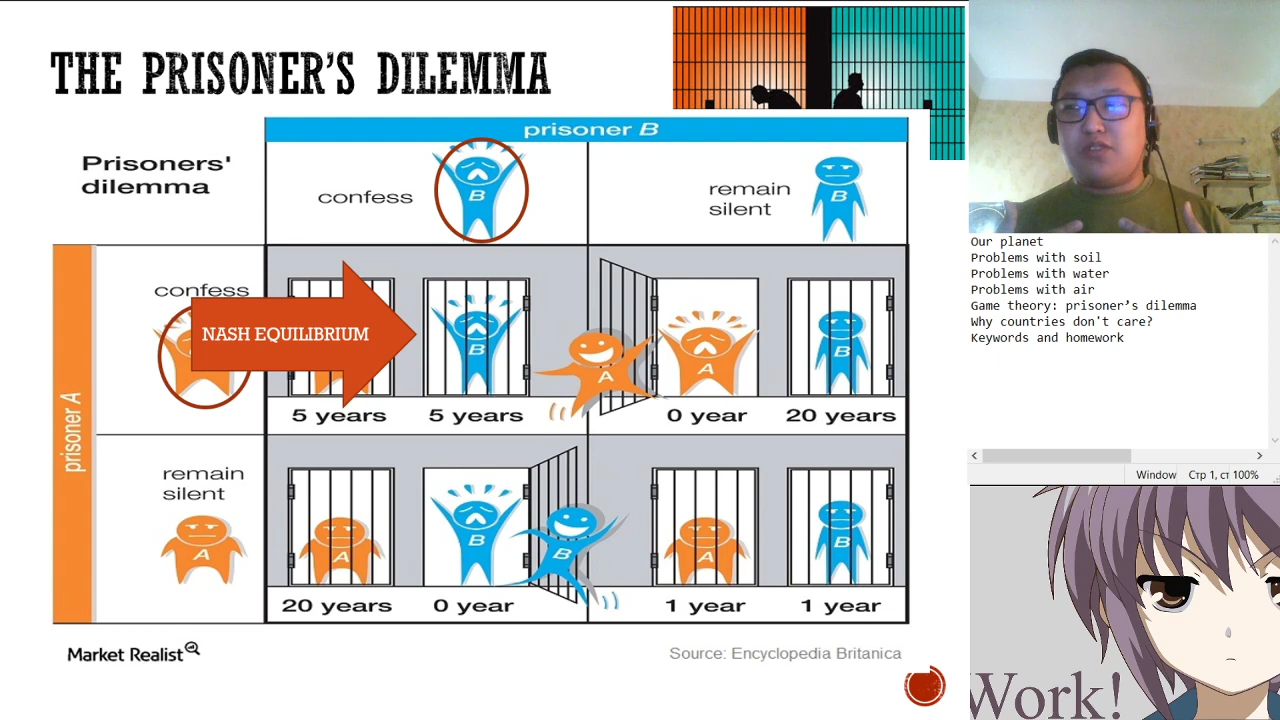 THE PRISONER'S DILEMMA
prisoner B
Prisoners'
dilemma
confess
B
remain
silent
B
prisoner A
confess
NASH EQUILIBRIUM
B
A
A
B
5 years
5 years
0 year
20 years
remain
silent
A
A
B
B
A
B
20 years
0 year
1 year
1 year
Market Realist
Source: Encyclopedia Britanica
Our planet
Problems with soil
Problems with water
Problems with air
Game theory: prisoner’s dilemma
Why countries don't care?
Keywords and homework
Window
Стр 1, ст 100%
Work!